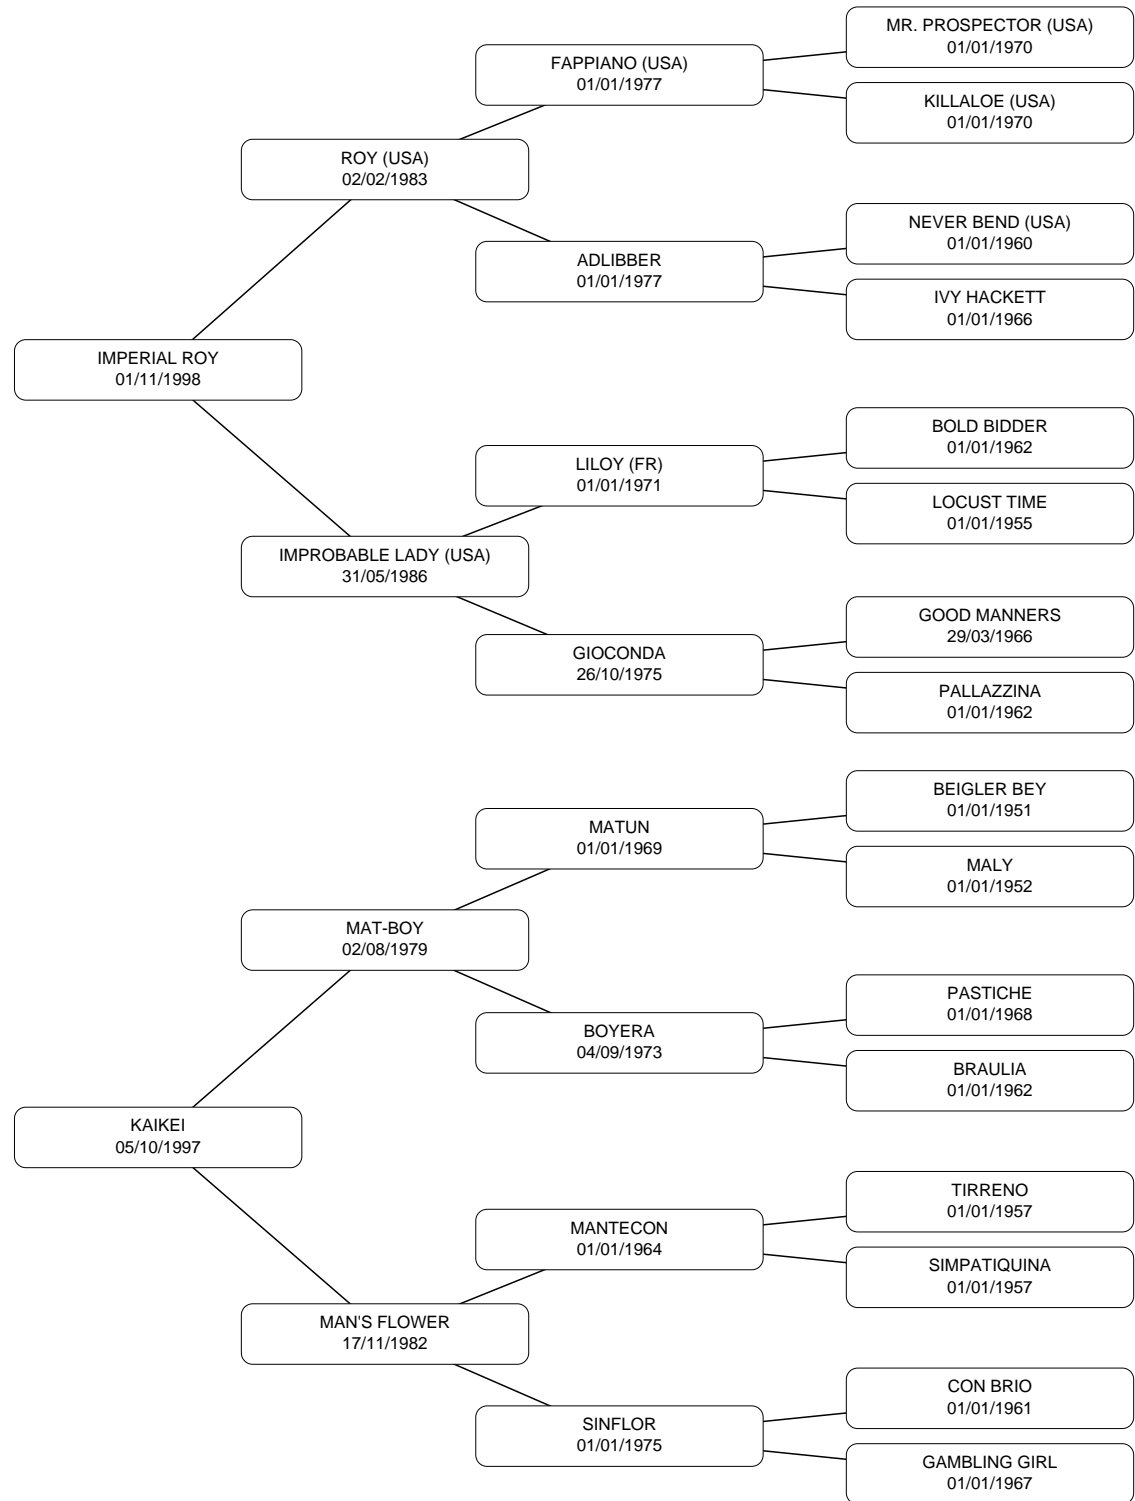 MR. PROSPECTOR (USA)
01/01/1970
FAPPIANO (USA)
01/01/1977
KILLALOE (USA)
01/01/1970
ROY (USA)
02/02/1983
NEVER BEND (USA)
01/01/1960
ADLIBBER
01/01/1977
IVY HACKETT
01/01/1966
IMPERIAL ROY
01/11/1998
BOLD BIDDER
01/01/1962
LILOY (FR)
01/01/1971
LOCUST TIME
01/01/1955
IMPROBABLE LADY (USA)
31/05/1986
GOOD MANNERS
29/03/1966
GIOCONDA
26/10/1975
PALLAZZINA
01/01/1962
BEIGLER BEY
01/01/1951
MATUN
01/01/1969
MALY
01/01/1952
MAT-BOY
02/08/1979
PASTICHE
01/01/1968
BOYERA
04/09/1973
BRAULIA
01/01/1962
KAIKEI
05/10/1997
TIRRENO
01/01/1957
MANTECON
01/01/1964
SIMPATIQUINA
01/01/1957
MAN'S FLOWER
17/11/1982
CON BRIO
01/01/1961
SINFLOR
01/01/1975
GAMBLING GIRL
01/01/1967